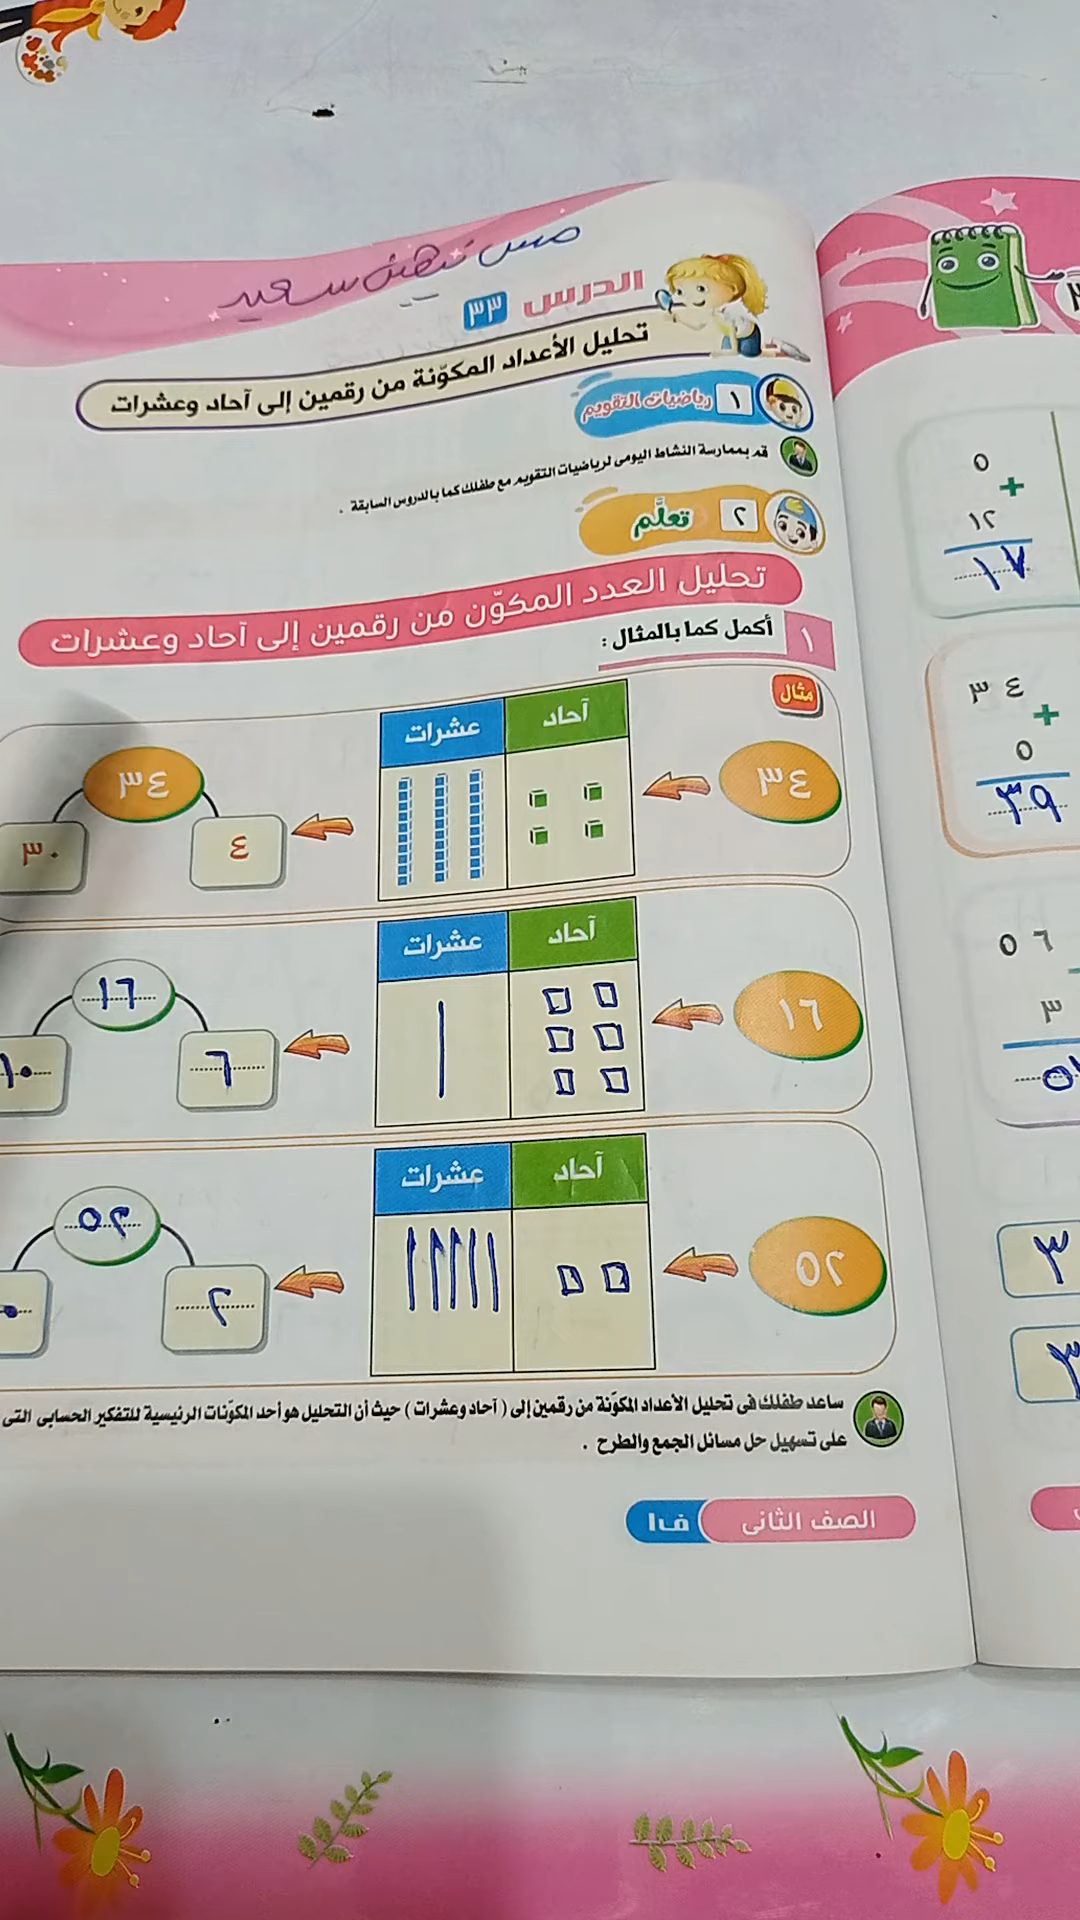 مس نيهين سعيد
الدرس ٣٣
تحليل الأعداد المكوّنة من رقمين إلى آحاد وعشرات
١ رياضيات التقويم
قم بممارسة النشاط اليومى لرياضيات التقويم مع طفلك كما بالدروس السابقة .
٢ تعلَّم
تحليل العدد المكوّن من رقمين إلى آحاد وعشرات
١ أكمل كما بالمثال :
مثال
آحاد عشرات
٣٤
٣٤
٤ ٣٠
آحاد عشرات
١٦
١٦
٦ ١٠
آحاد عشرات
٥٢
٥٢
٢
ساعد طفلك فى تحليل الأعداد المكوّنة من رقمين إلى ( آحاد وعشرات ) حيث أن التحليل هو أحد المكوّنات الرئيسية للتفكير الحسابى التى
على تسهيل حل مسائل الجمع والطرح .
الصف الثانى ف١
٥
+
١٢
١٧
٣٤
+
٥
٣٩
٥٦
٣
٣
٣